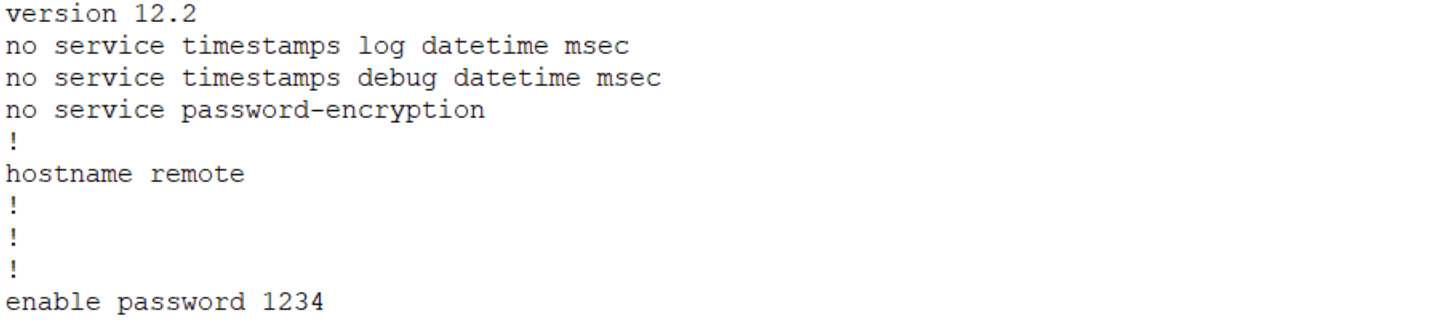 version 12.2
no service timestamps log datetime msec
no service timestamps debug datetime msec
no service password-encryption
!
hostname remote
!
!
!
enable password 1234